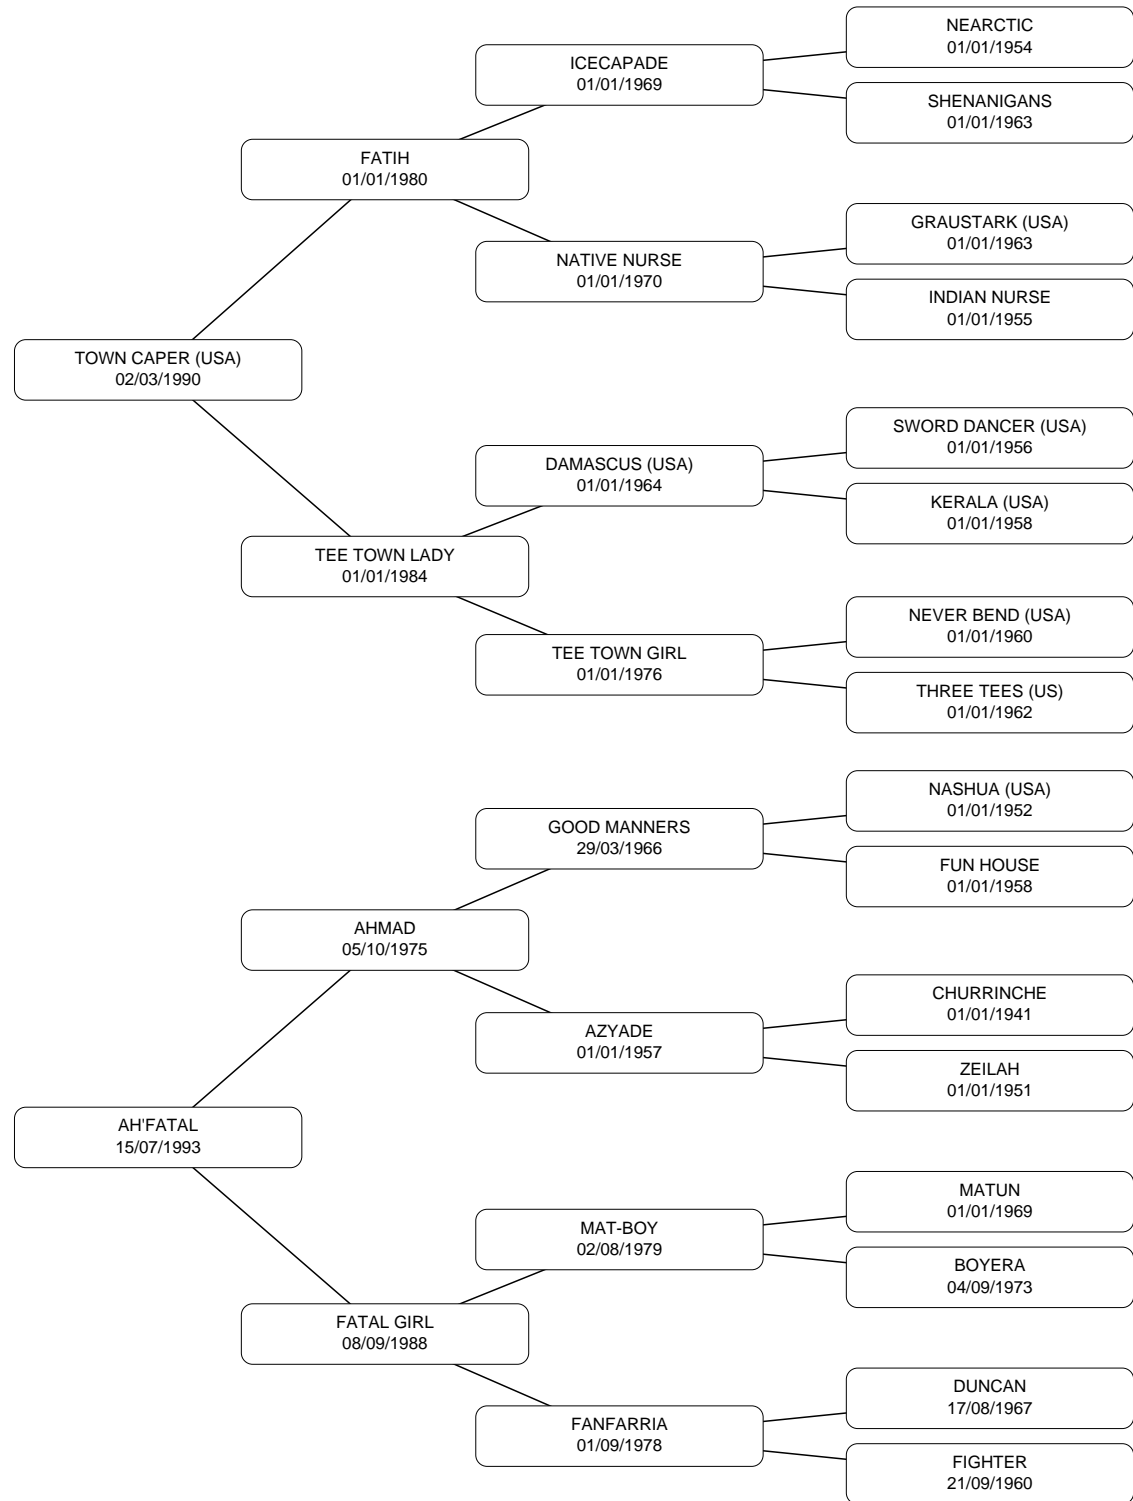 NEARCTIC
01/01/1954
ICECAPADE
01/01/1969
SHENANIGANS
01/01/1963
FATIH
01/01/1980
GRAUSTARK (USA)
01/01/1963
NATIVE NURSE
01/01/1970
INDIAN NURSE
01/01/1955
TOWN CAPER (USA)
02/03/1990
SWORD DANCER (USA)
01/01/1956
DAMASCUS (USA)
01/01/1964
KERALA (USA)
01/01/1958
TEE TOWN LADY
01/01/1984
NEVER BEND (USA)
01/01/1960
TEE TOWN GIRL
01/01/1976
THREE TEES (US)
01/01/1962
NASHUA (USA)
01/01/1952
GOOD MANNERS
29/03/1966
FUN HOUSE
01/01/1958
AHMAD
05/10/1975
CHURRINCHE
01/01/1941
AZYADE
01/01/1957
ZEILAH
01/01/1951
AH'FATAL
15/07/1993
MATUN
01/01/1969
MAT-BOY
02/08/1979
BOYERA
04/09/1973
FATAL GIRL
08/09/1988
DUNCAN
17/08/1967
FANFARRIA
01/09/1978
FIGHTER
21/09/1960